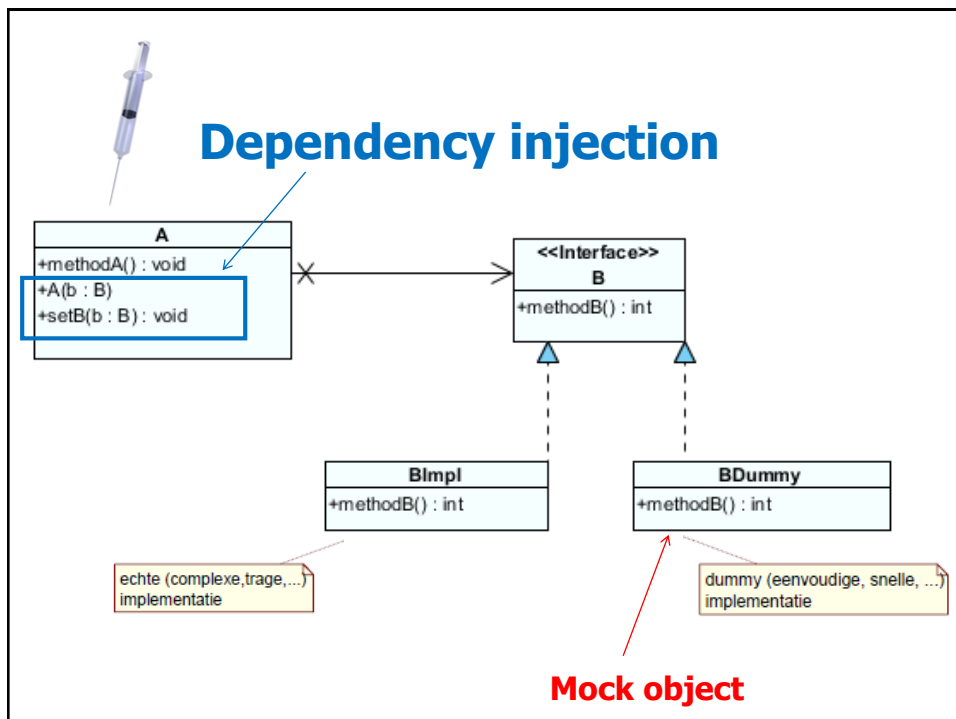 Dependency injection
A
+methodA() : void
+A(b : B)
+setB(b : B) : void
<<Interface>>
B
+methodB() : int
BImpl
+methodB() : int
BDummy
+methodB() : int
echte (complexe,trage,...)
implementatie
dummy (eenvoudige, snelle, ...)
implementatie
Mock object